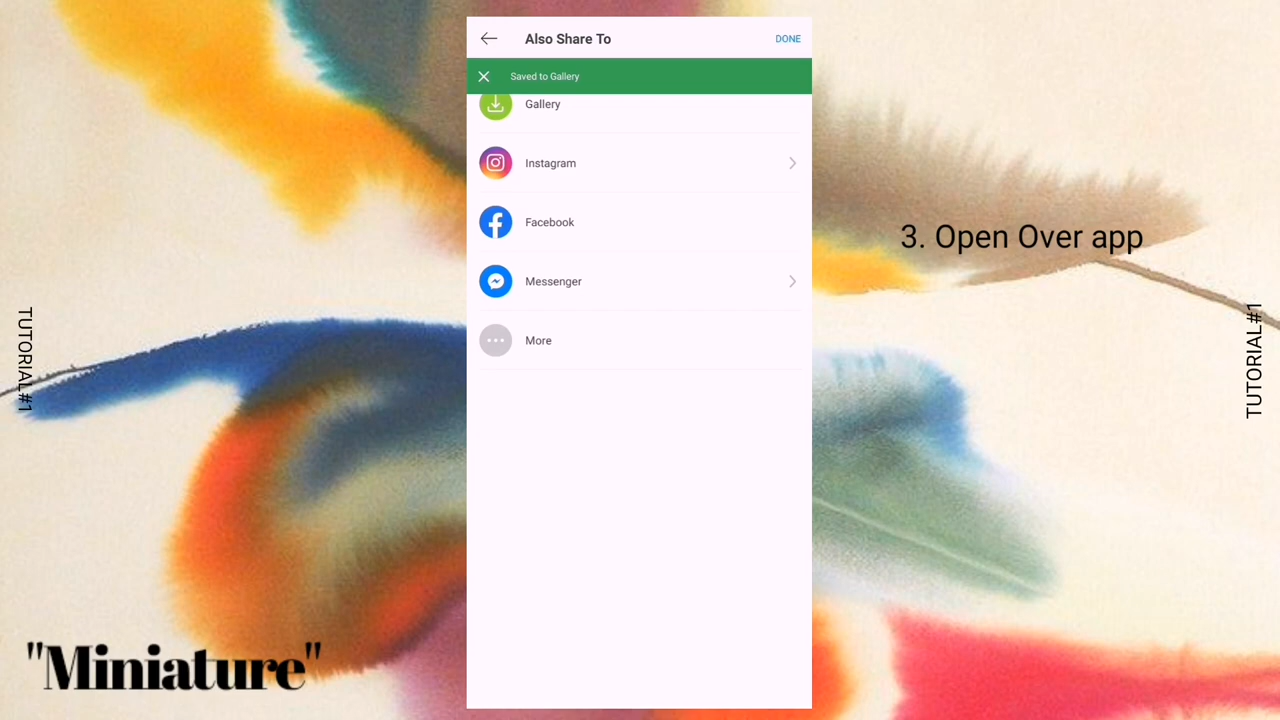 Also Share To
DONE
Saved to Gallery
Gallery
Instagram
Facebook
Messenger
More
3. Open Over app
TUTORIAL#1
TUTORIAL#1
"Miniature"